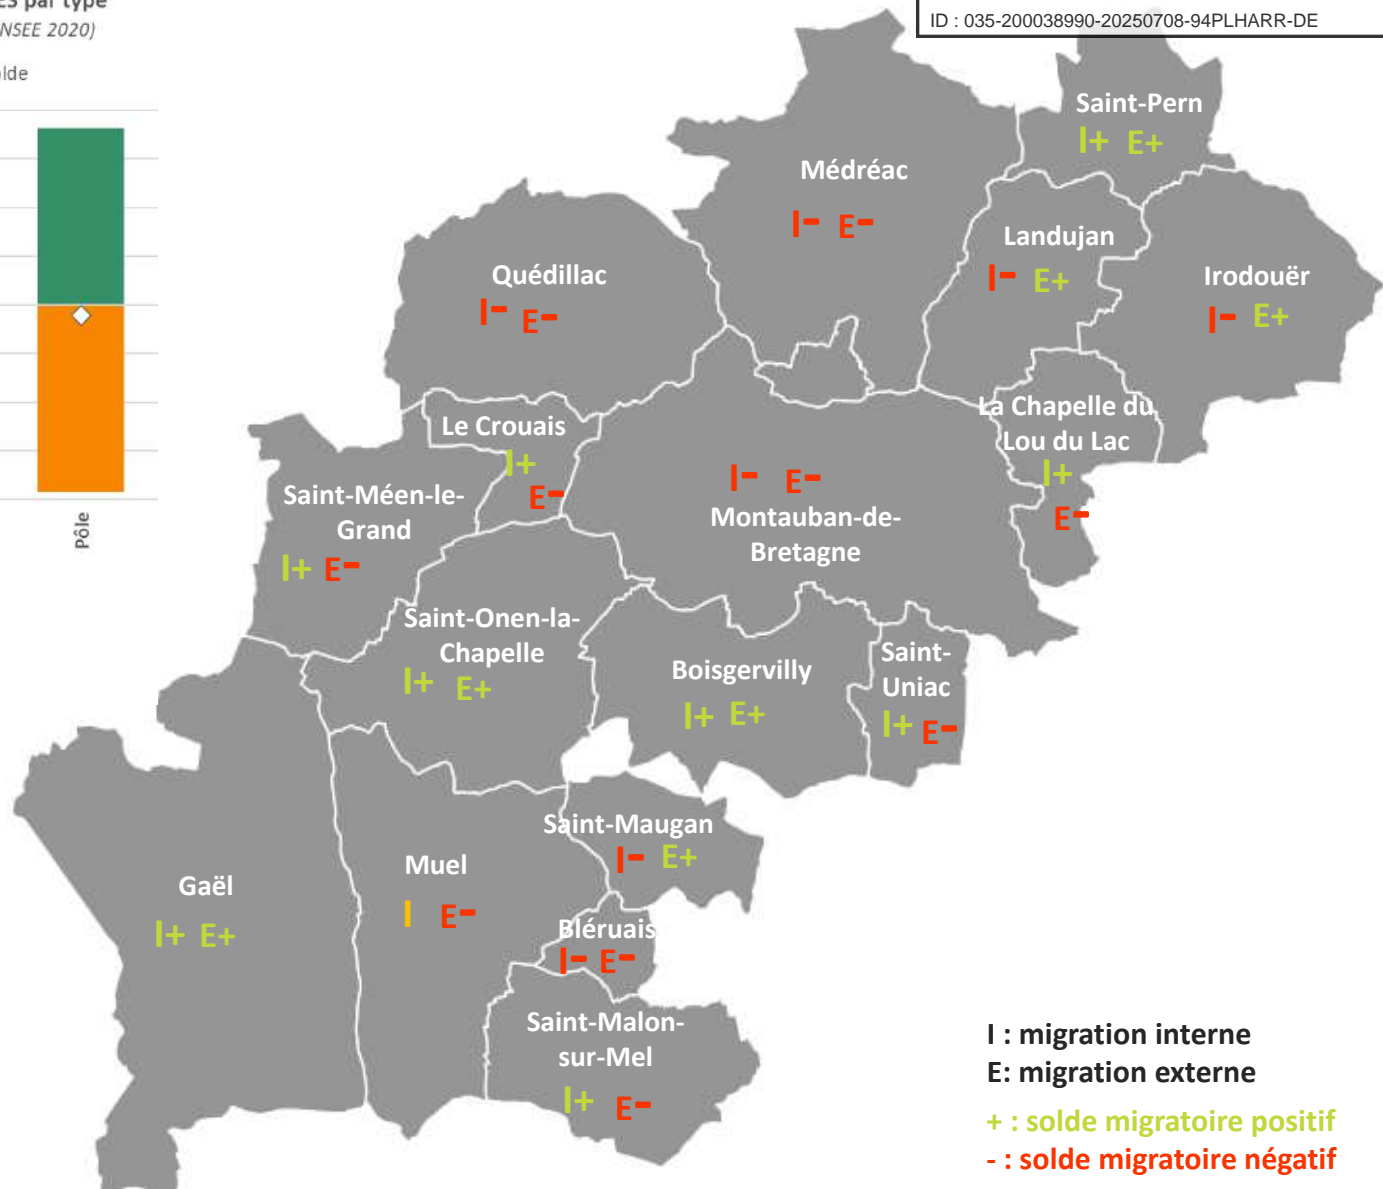 ES par type
NSEE 2020)
lde
Pôle
ID : 035-200038990-20250708-94PLHARR-DE
Saint-Pern
I+ E+
Médréac
I- E-
Landujan
I- E+
Irodouër
I- E+
Quédillac
I- E-
La Chapelle du
Lou du Lac
I+
E-
Le Crouais
I+
E-
Saint-Méen-le-
Grand
I+ E-
I- E-
Montauban-de-
Bretagne
Saint-Onen-la-
Chapelle
I+ E+
Boisgervilly
I+ E+
Saint-
Uniac
I+ E-
Saint-Maugan
I- E+
Muel
I E-
Gaël
I+ E+
Bléruais
I- E-
Saint-Malon-
sur-Mel
I+ E-
I : migration interne
E: migration externe
+ : solde migratoire positif
- : solde migratoire négatif